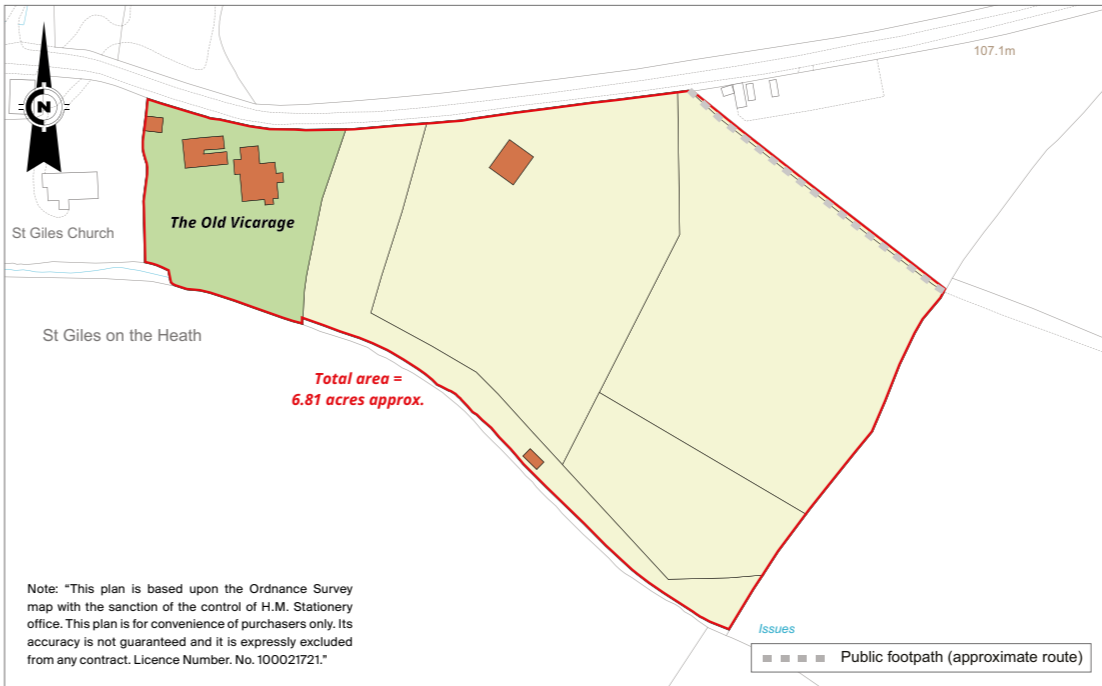 107.1m
N
The Old Vicarage
St Giles Church
St Giles on the Heath
Total area =
6.81 acres approx.
Note: “This plan is based upon the Ordnance Survey
map with the sanction of the control of H.M. Stationery
office. This plan is for convenience of purchasers only. Its
accuracy is not guaranteed and it is expressly excluded
from any contract. Licence Number. No. 100021721.”
Issues
Public footpath (approximate route)